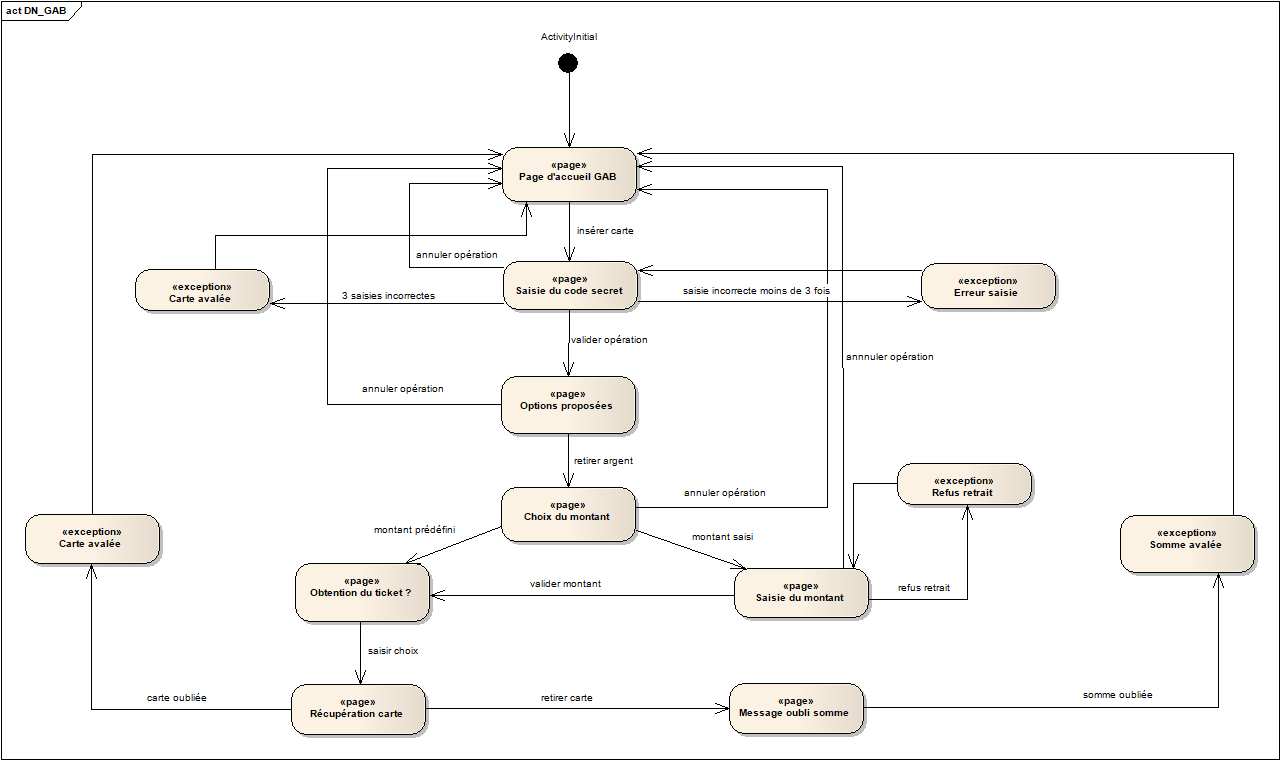 act DN_GAB
ActivityInitial
«page»
Page d'accueil GAB
insérer carte
annuler opération
«page»
Saisie du code secret
«exception»
Carte avalée
«exception»
Erreur saisie
3 saisies incorrectes
saisie incorrecte moins de 3 fois
valider opération
annnuler opération
annuler opération
«page»
Options proposées
retirer argent
«exception»
Refus retrait
annuler opération
«page»
Choix du montant
montant prédéfini
montant saisi
«exception»
Carte avalée
«exception»
Somme avalée
«page»
Obtention du ticket ?
valider montant
«page»
Saisie du montant
refus retrait
saisir choix
carte oubliée
«page»
Récupération carte
retirer carte
«page»
Message oubli somme
somme oubliée